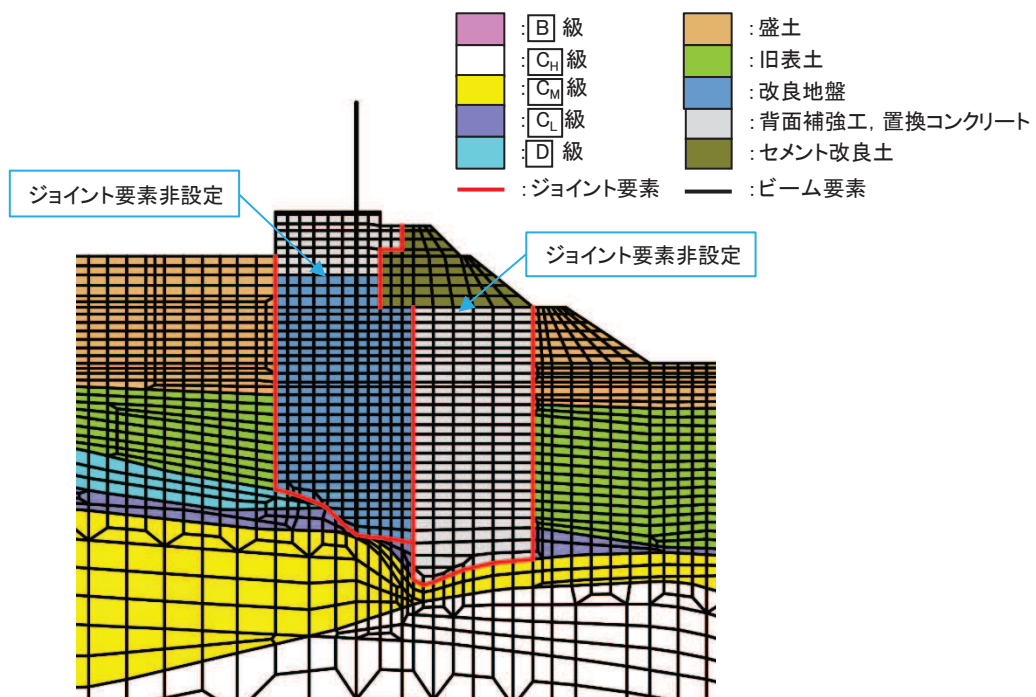 : B 級
: CH 級
: CM 級
: CL 級
: D 級
: ジョイント要素
: 盛土
: 旧表土
: 改良地盤
: 背面補強工, 置換コンクリート
: セメント改良土
: ビーム要素
ジョイント要素非設定
ジョイント要素非設定